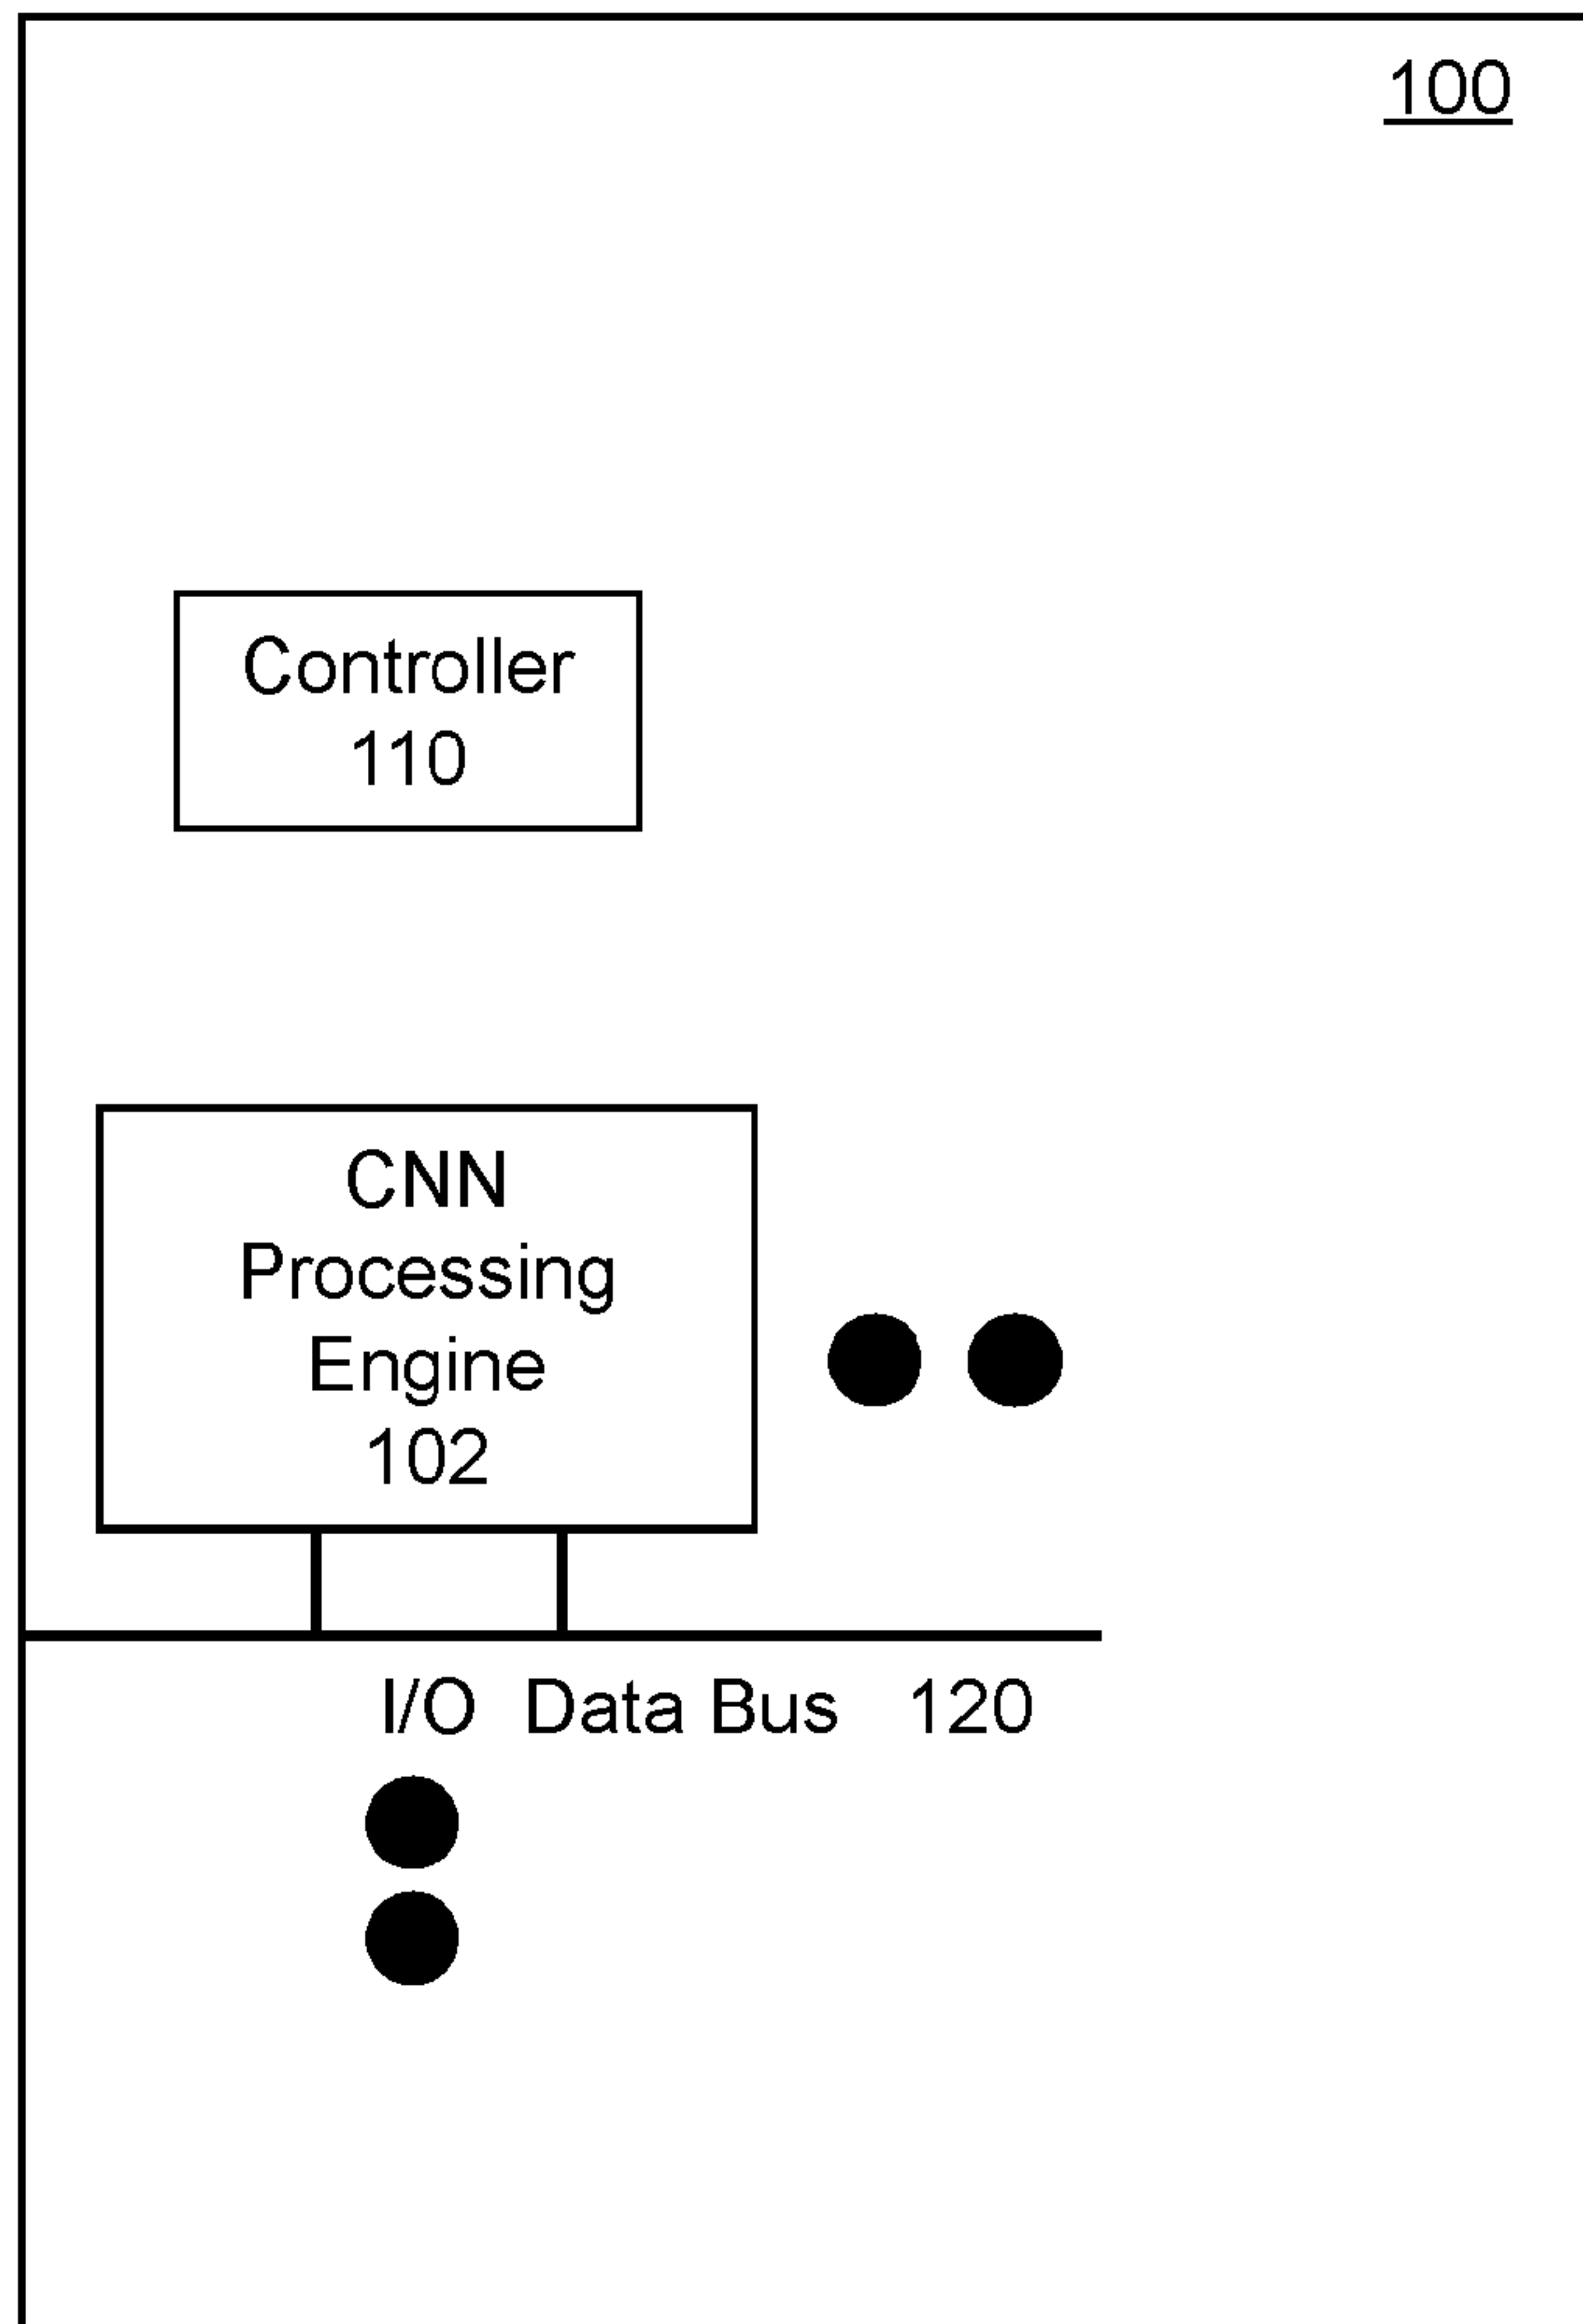 100
Controller
110
CNN
Processing
Engine
102
I/O Data Bus 120